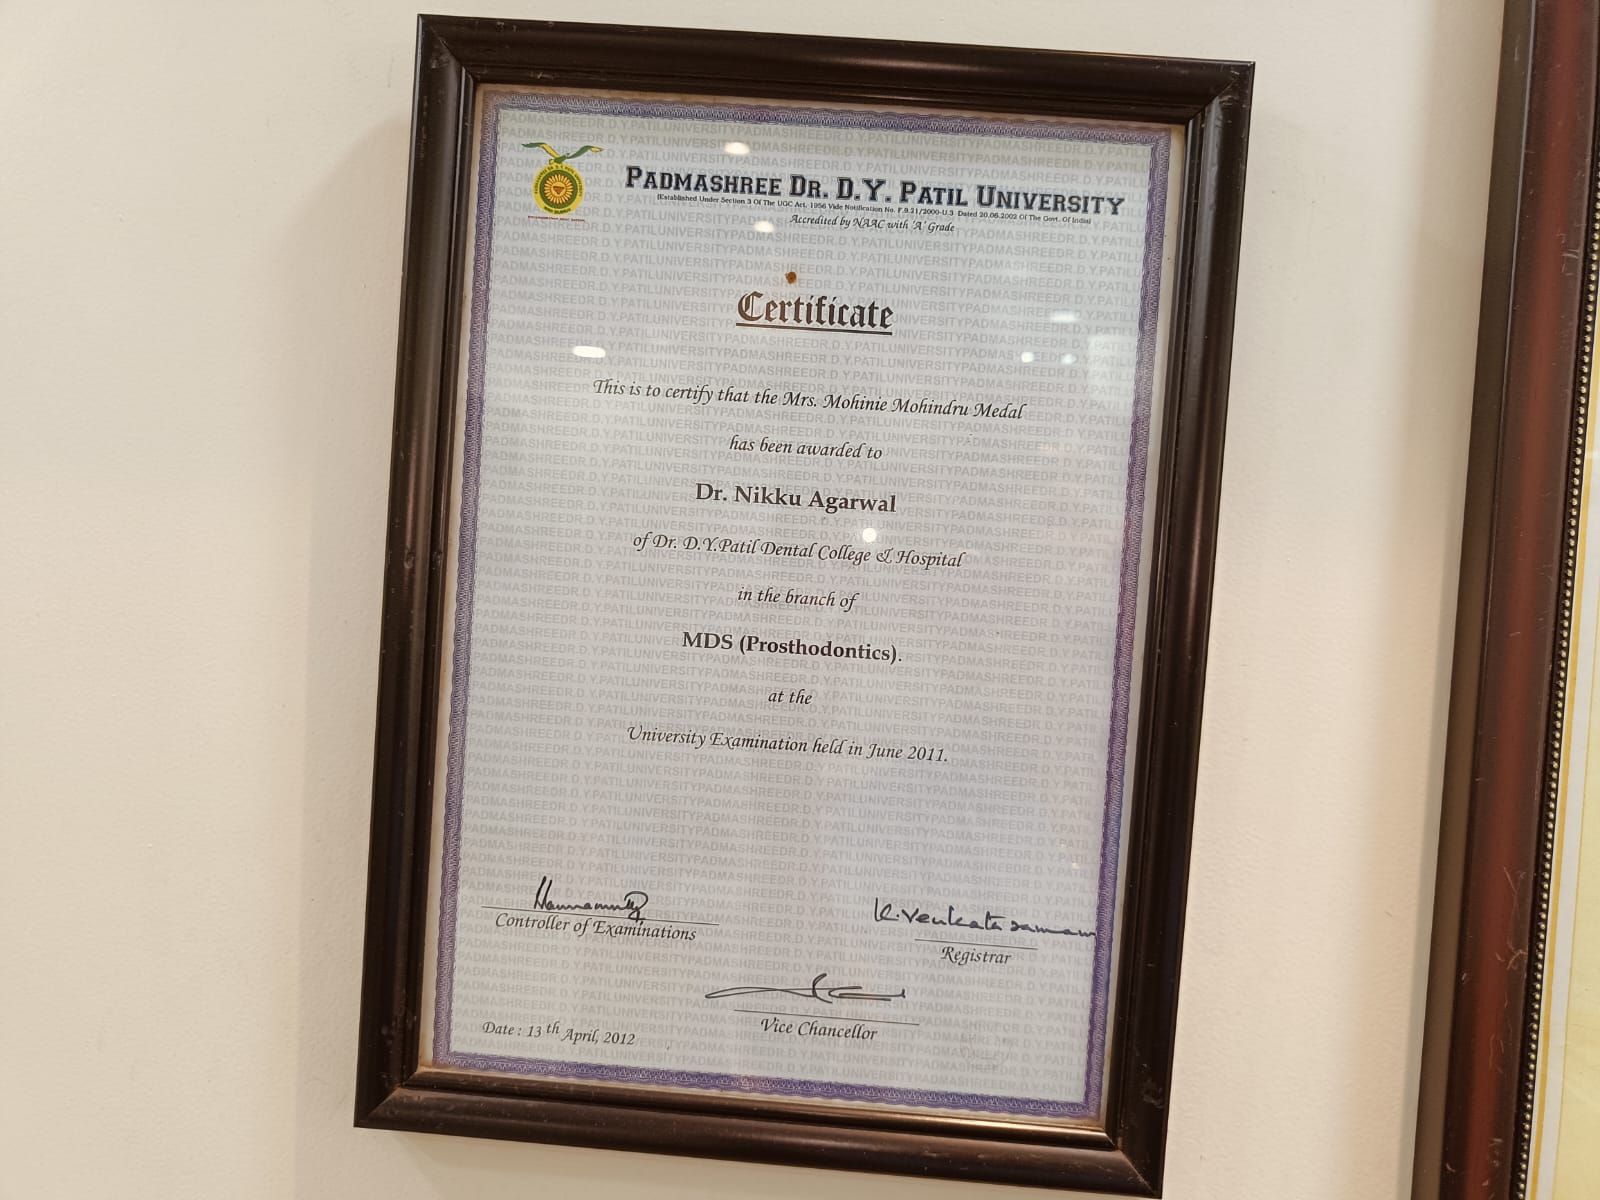 PADMASHREE DR. D.Y. PATIL UNIVERSITY
(Established Under Section 3 Of The UGC Act. 1956 Vide Notification No. F.9.21/2000-U.3 Dated 20.06.2002 Of The Govt. Of India)
Accredited by NAAC with 'A' Grade
Certificate
This is to certify that the Mrs. Mohinie Mohindru Medal
has been awarded to
Dr. Nikku Agarwal
of Dr. D.Y.Patil Dental College & Hospital
in the branch of
MDS (Prosthodontics).
at the
University Examination held in June 2011.
K. Venkataramam
Controller of Examinations
Registrar
Vice Chancellor
Date : 13 th April, 2012